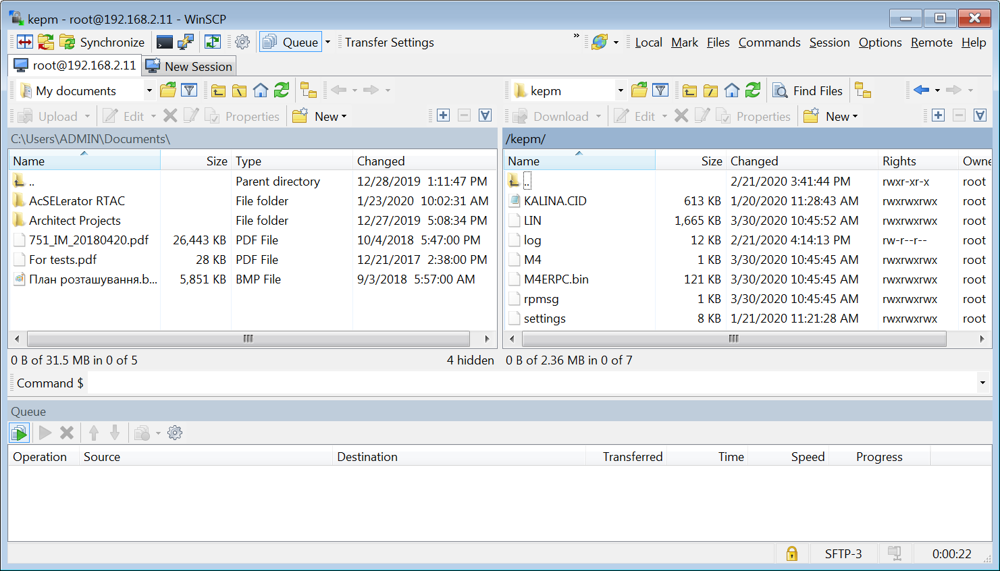 kepm - root@192.168.2.11 - WinSCP
Synchronize Queue Transfer Settings » Local Mark Files Commands Session Options Remote Help
root@192.168.2.11 New Session
My documents kepm Find Files
Upload Edit Properties New Download Edit Properties New
C:\Users\ADMIN\Documents\ /kepm/
Name Size Type Changed
.. Parent directory 12/28/2019 1:11:47 PM
AcSELerator RTAC File folder 1/23/2020 10:02:31 AM
Architect Projects File folder 12/27/2019 5:08:34 PM
751_IM_20180420.pdf 26,443 KB PDF File 10/4/2018 5:47:00 PM
For tests.pdf 28 KB PDF File 12/21/2017 2:38:00 PM
План розташування.b... 5,851 KB BMP File 9/3/2018 5:57:00 AM
0 B of 31.5 MB in 0 of 5 4 hidden
Name Size Changed Rights Owne
.. 2/21/2020 3:41:44 PM rwxr-xr-x root
KALINA.CID 613 KB 1/20/2020 11:28:43 AM rwxrwxrwx root
LIN 1,665 KB 3/30/2020 10:45:52 AM rwxrwxrwx root
log 12 KB 2/21/2020 4:14:13 PM rw-r--r-- root
M4 1 KB 3/30/2020 10:45:45 AM rwxrwxrwx root
M4ERPC.bin 121 KB 3/30/2020 10:45:45 AM rwxrwxrwx root
rpmsg 1 KB 3/30/2020 10:45:45 AM rwxrwxrwx root
settings 8 KB 1/21/2020 11:21:28 AM rwxrwxrwx root
0 B of 2.36 MB in 0 of 7
Command $
Queue
Operation Source Destination Transferred Time Speed Progress
SFTP-3 0:00:22